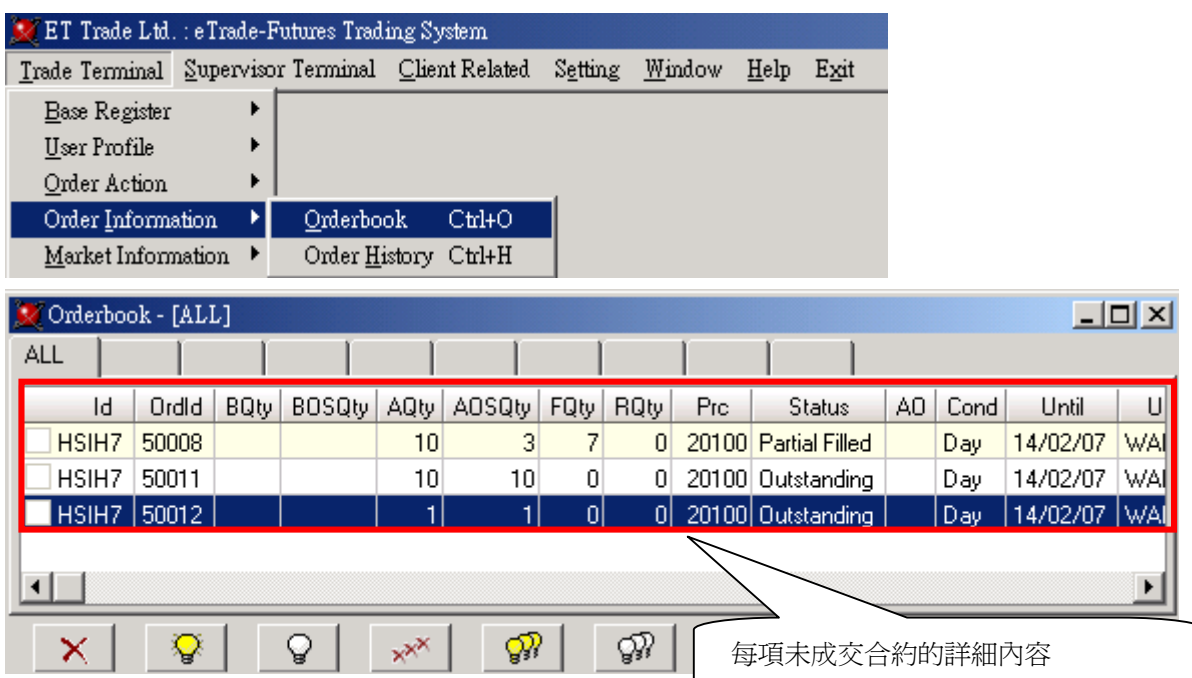 ET Trade Ltd. : eTrade-Futures Trading System
Trade Terminal Supervisor Terminal Client Related Setting Window Help Exit
Base Register
User Profile
Order Action
Order Information Orderbook Ctrl+O
Market Information Order History Ctrl+H
Orderbook - [ALL]
ALL
Id OrdId BQty BOSQty AQty AOSQty FQty RQty Prc Status AO Cond Until U
HSIH7 50008 10 3 7 0 20100 Partial Filled Day 14/02/07 WAI
HSIH7 50011 10 10 0 0 20100 Outstanding Day 14/02/07 WAI
HSIH7 50012 1 1 0 0 20100 Outstanding Day 14/02/07 WAI
每項未成交合約的詳細內容